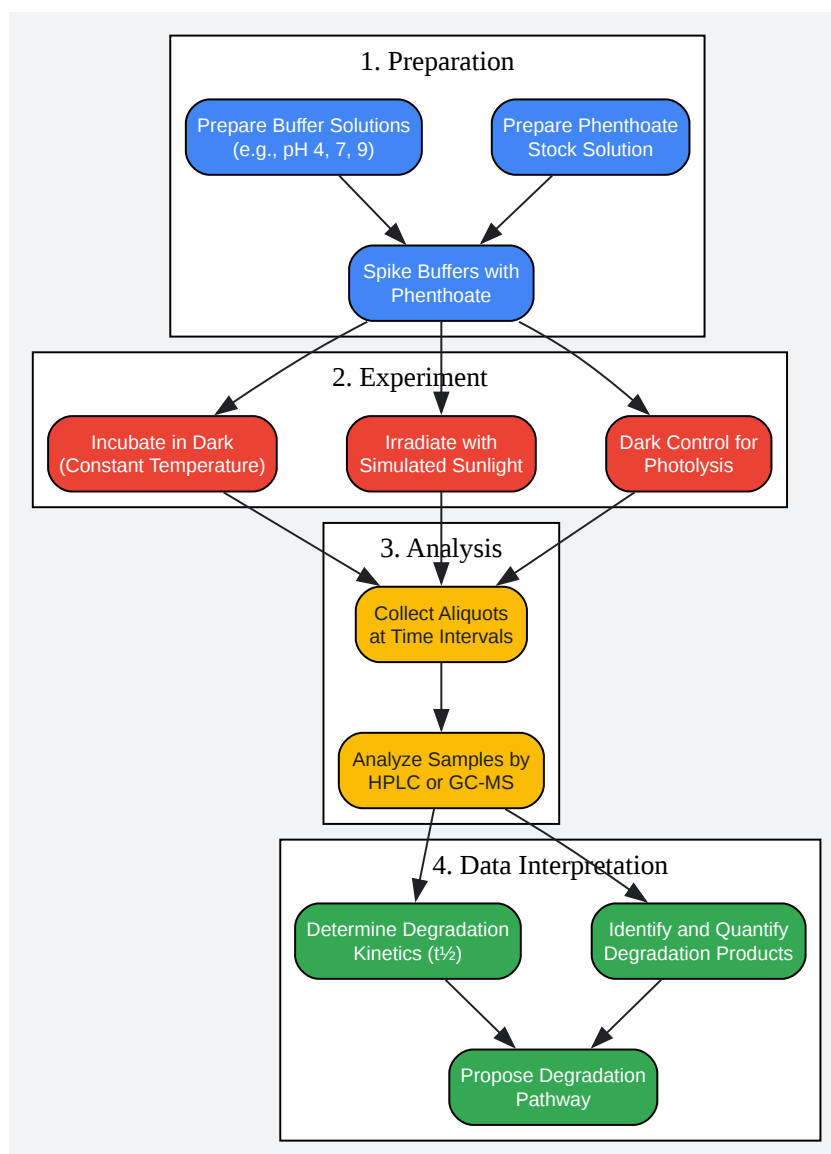 1. Preparation
Prepare Buffer Solutions
(e.g., pH 4, 7, 9)
Prepare Phenthoate
Stock Solution
Spike Buffers with
Phenthoate
2. Experiment
Incubate in Dark
(Constant Temperature)
Irradiate with
Simulated Sunlight
Dark Control for
Photolysis
3. Analysis
Collect Aliquots
at Time Intervals
Analyze Samples by
HPLC or GC-MS
4. Data Interpretation
Determine Degradation
Kinetics (t½)
Identify and Quantify
Degradation Products
Propose Degradation
Pathway